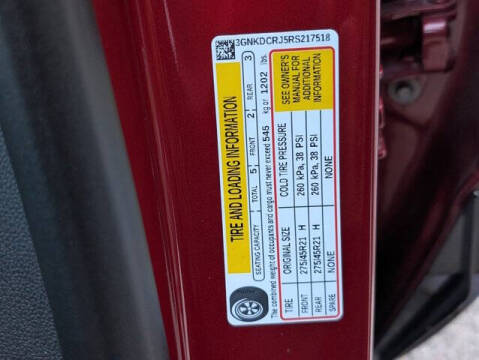 3GNKDCRJ5RS217518
TIRE AND LOADING INFORMATION
SEATING CAPACITY TOTAL 5 FRONT 2 REAR 3
The combined weight of occupants and cargo must never exceed 545 kg or 1202 lbs
TIRE ORIGINAL SIZE COLD TIRE PRESSURE
FRONT 275/45R21 H 260 kPa, 38 PSI
REAR 275/45R21 H 260 kPa, 38 PSI
SPARE NONE NONE
SEE OWNER'S
MANUAL FOR
ADDITIONAL
INFORMATION